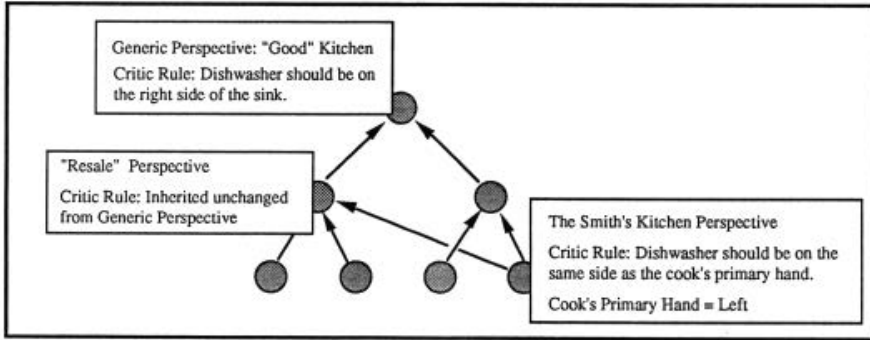 Generic Perspective: "Good" Kitchen
Critic Rule: Dishwasher should be on
the right side of the sink.
"Resale" Perspective
Critic Rule: Inherited unchanged
from Generic Perspective
The Smith's Kitchen Perspective
Critic Rule: Dishwasher should be on the
same side as the cook's primary hand.
Cook's Primary Hand = Left